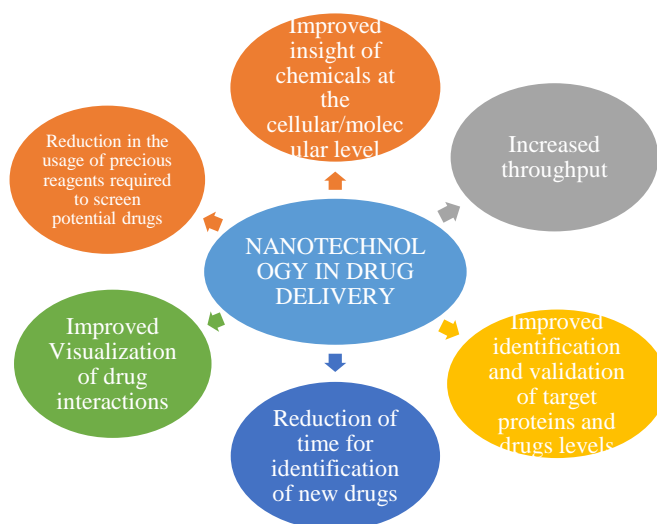 Improved
insight of
chemicals at
the
cellular/molec
ular level
Increased
throughput
Improved
identification
and validation
of target
proteins and
drugs levels
Reduction of
time for
identification
of new drugs
Improved
Visualization
of drug
interactions
Reduction in the
usage of precious
reagents required
to screen
potential drugs
NANOTECHNOL
OGY IN DRUG
DELIVERY